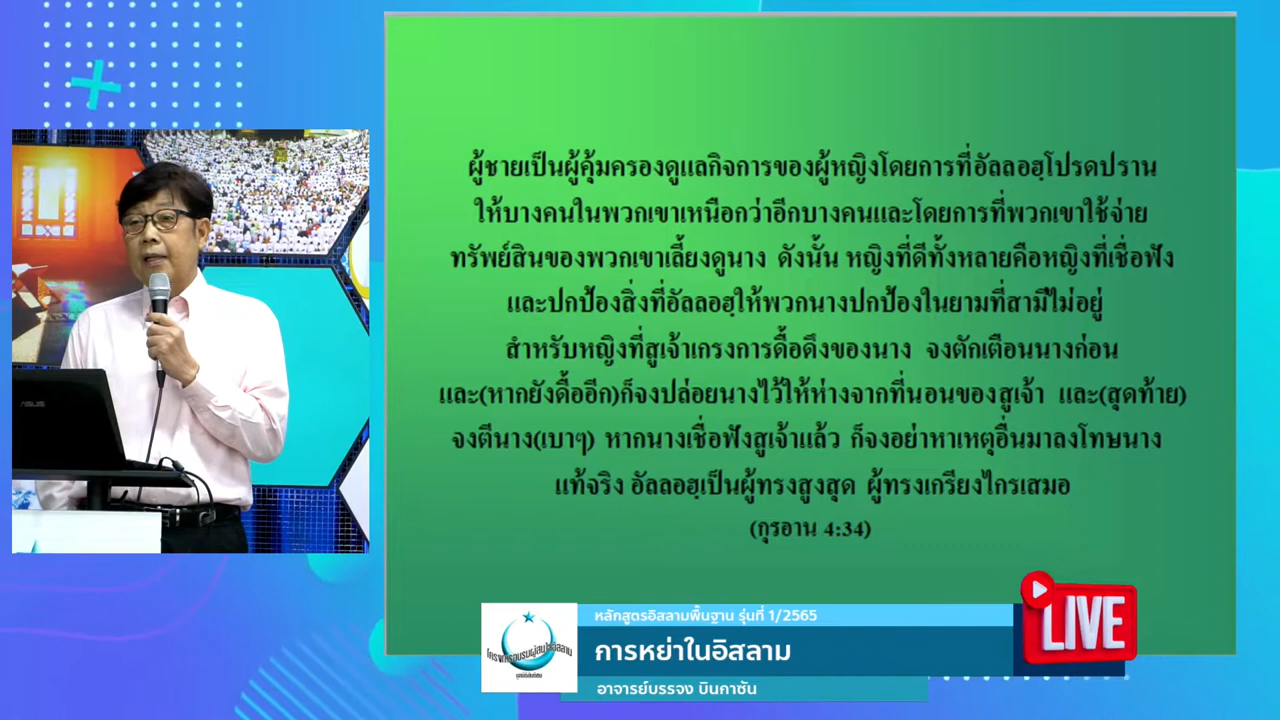 ผู้ชายเป็นผู้คุ้มครองดูแลกิจการของผู้หญิงโดยการที่อัลลอฮฺโปรดปราน
ให้บางคนในพวกเขาเหนือกว่าอีกบางคนและโดยการที่พวกเขาใช้จ่าย
ทรัพย์สินของพวกเขาเลี้ยงดูนาง ดังนั้น หญิงที่ดีทั้งหลายคือหญิงที่เชื่อฟัง
และปกป้องสิ่งที่อัลลอฮฺให้พวกนางปกป้องในยามที่สามีไม่อยู่
สำหรับหญิงที่สูเจ้าเกรงการดื้อดึงของนาง จงตักเตือนนางก่อน
และ(หากยังดื้ออีก)ก็จงปล่อยนางไว้ให้ห่างจากที่นอนของสูเจ้า และ(สุดท้าย)
จงตีนาง(เบาๆ) หากนางเชื่อฟังสูเจ้าแล้ว ก็จงอย่าหาเหตุอื่นมาลงโทษนาง
แท้จริง อัลลอฮฺเป็นผู้ทรงสูงสุด ผู้ทรงเกรียงไกรเสมอ
(กุรอาน 4:34)
หลักสูตรอิสลามพื้นฐาน รุ่นที่ 1/2565
การหย่าในอิสลาม
อาจารย์บรรจง บินกาซัน
LIVE
โครงการอบรมผู้สนใจอิสลาม
ASUS